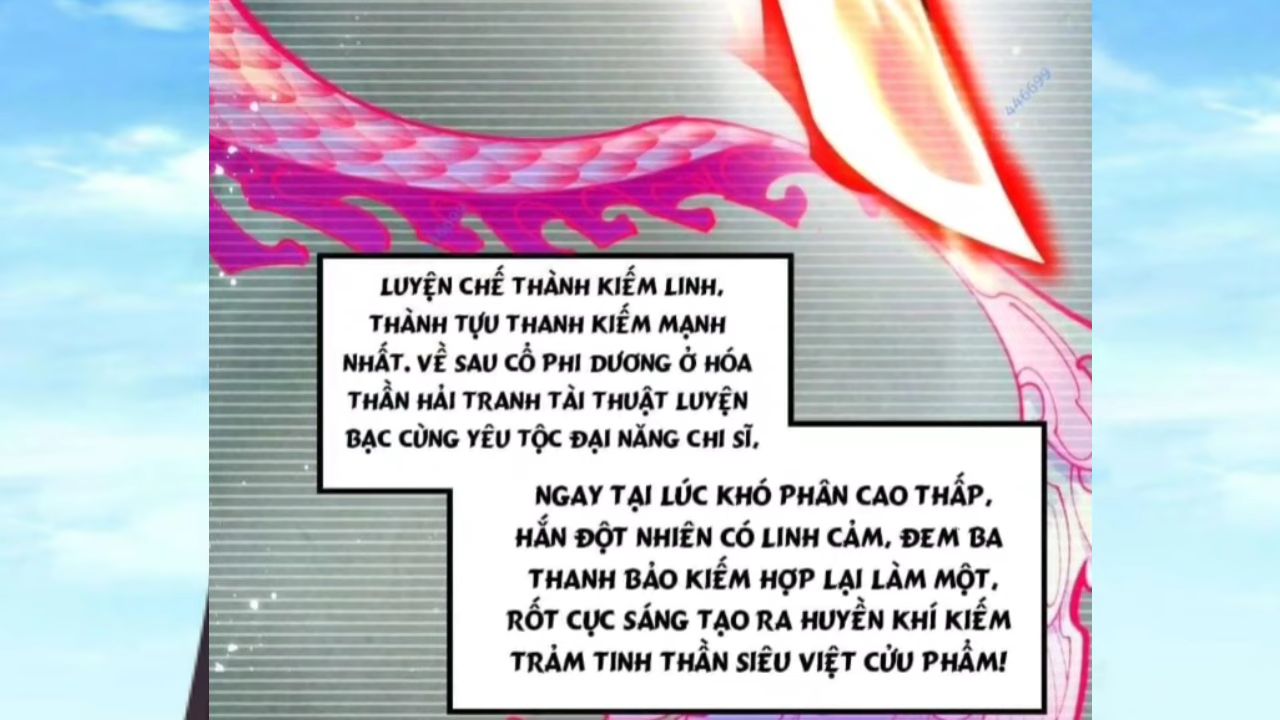 446699
LUYỆN CHẾ THÀNH KIẾM LINH,
THÀNH TỰU THANH KIẾM MẠNH
NHẤT. VỀ SAU CỔ PHI DƯƠNG Ở HÓA
THẦN HẢI TRANH TÀI THUẬT LUYỆN
BẠC CÙNG YÊU TỘC ĐẠI NĂNG CHI SĨ,
NGAY TẠI LÚC KHÓ PHÂN CAO THẤP,
HẮN ĐỘT NHIÊN CÓ LINH CẢM, ĐEM BA
THANH BẢO KIẾM HỢP LẠI LÀM MỘT,
RỐT CỤC SÁNG TẠO RA HUYỀN KHÍ KIẾM
TRẢM TINH THẦN SIÊU VIỆT CỬU PHẨM!